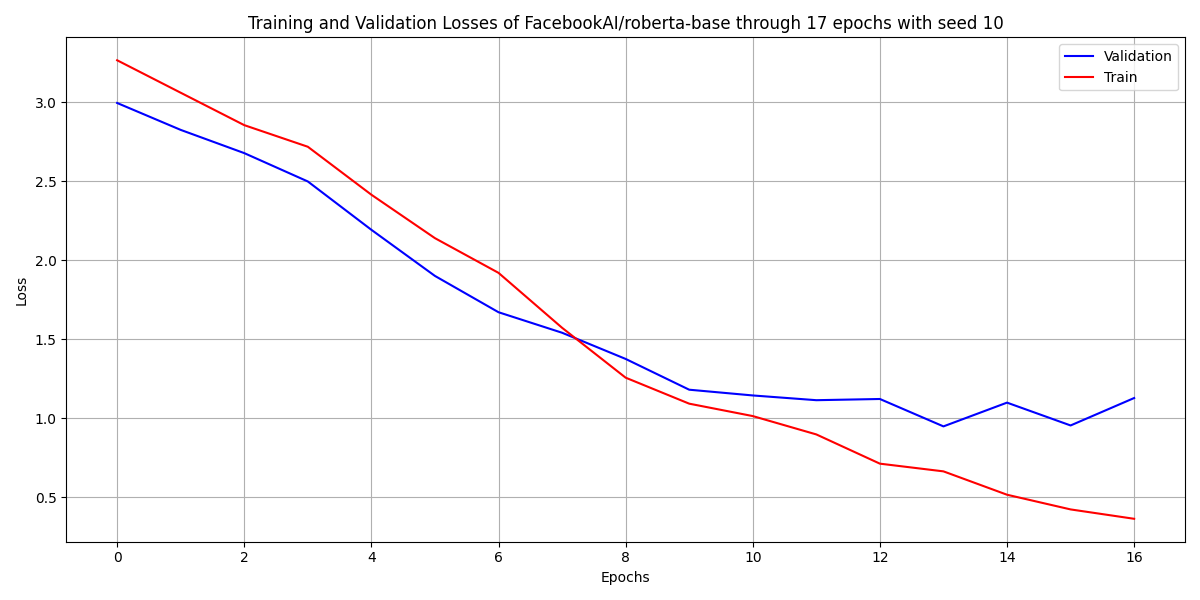 Training and Validation Losses of FacebookAI/roberta-base through 17 epochs with seed 10
Validation
Train
Loss
3.0
2.5
2.0
1.5
1.0
0.5
0 2 4 6 8 10 12 14 16
Epochs